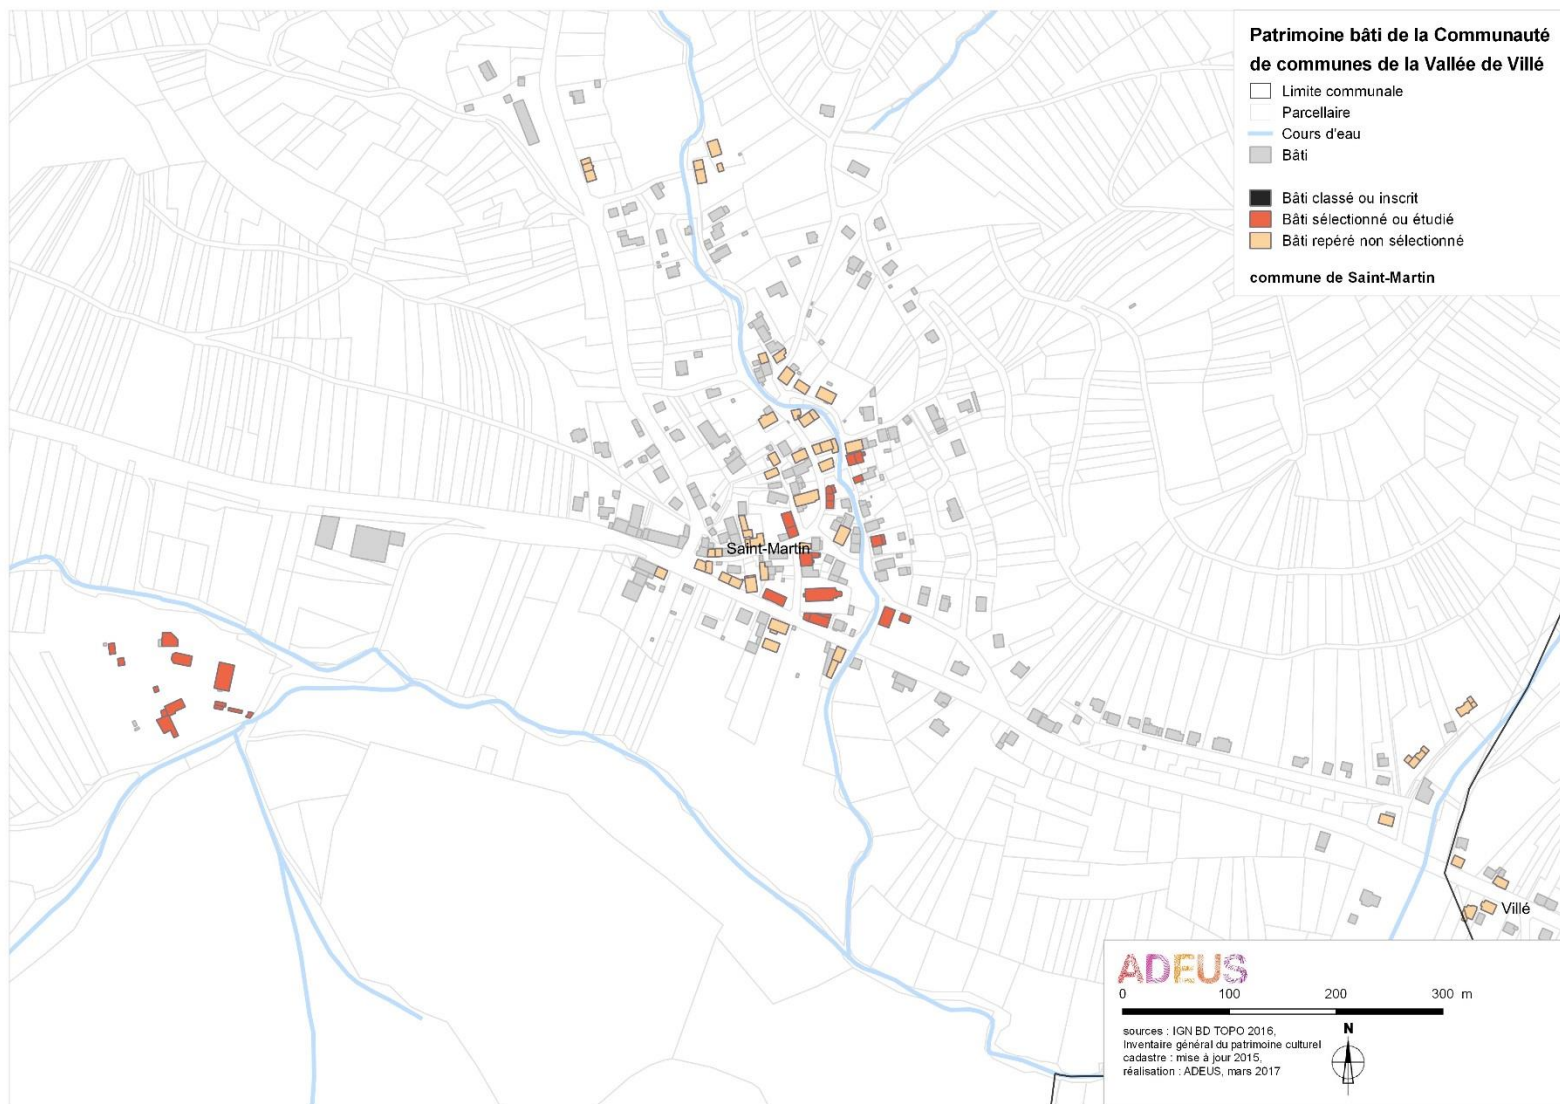 Patrimoine bâti de la Communauté
de communes de la Vallée de Villé
Limite communale
Parcellaire
Cours d'eau
Bâti
Bâti classé ou inscrit
Bâti sélectionné ou étudié
Bâti repéré non sélectionné
commune de Saint-Martin
Saint-Martin
Villé
ADEUS
0 100 200 300 m
sources : IGN BD TOPO 2016,
Inventaire général du patrimoine culturel
cadastre : mise à jour 2015,
réalisation : ADEUS, mars 2017
N